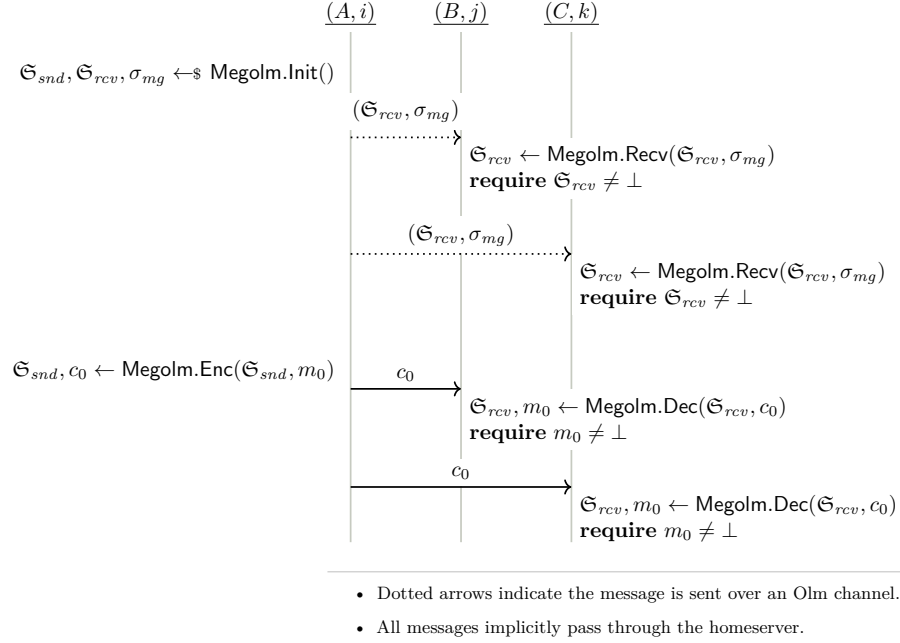 (A, i) (B, j) (C, k)
𝔖_snd, 𝔖_rcv, σ_mg ←$ Megolm.Init()
(𝔖_rcv, σ_mg)
𝔖_rcv ← Megolm.Recv(𝔖_rcv, σ_mg)
require 𝔖_rcv ≠ ⊥
(𝔖_rcv, σ_mg)
𝔖_rcv ← Megolm.Recv(𝔖_rcv, σ_mg)
require 𝔖_rcv ≠ ⊥
𝔖_snd, c_0 ← Megolm.Enc(𝔖_snd, m_0)
c_0
𝔖_rcv, m_0 ← Megolm.Dec(𝔖_rcv, c_0)
require m_0 ≠ ⊥
c_0
𝔖_rcv, m_0 ← Megolm.Dec(𝔖_rcv, c_0)
require m_0 ≠ ⊥
• Dotted arrows indicate the message is sent over an Olm channel.
• All messages implicitly pass through the homeserver.